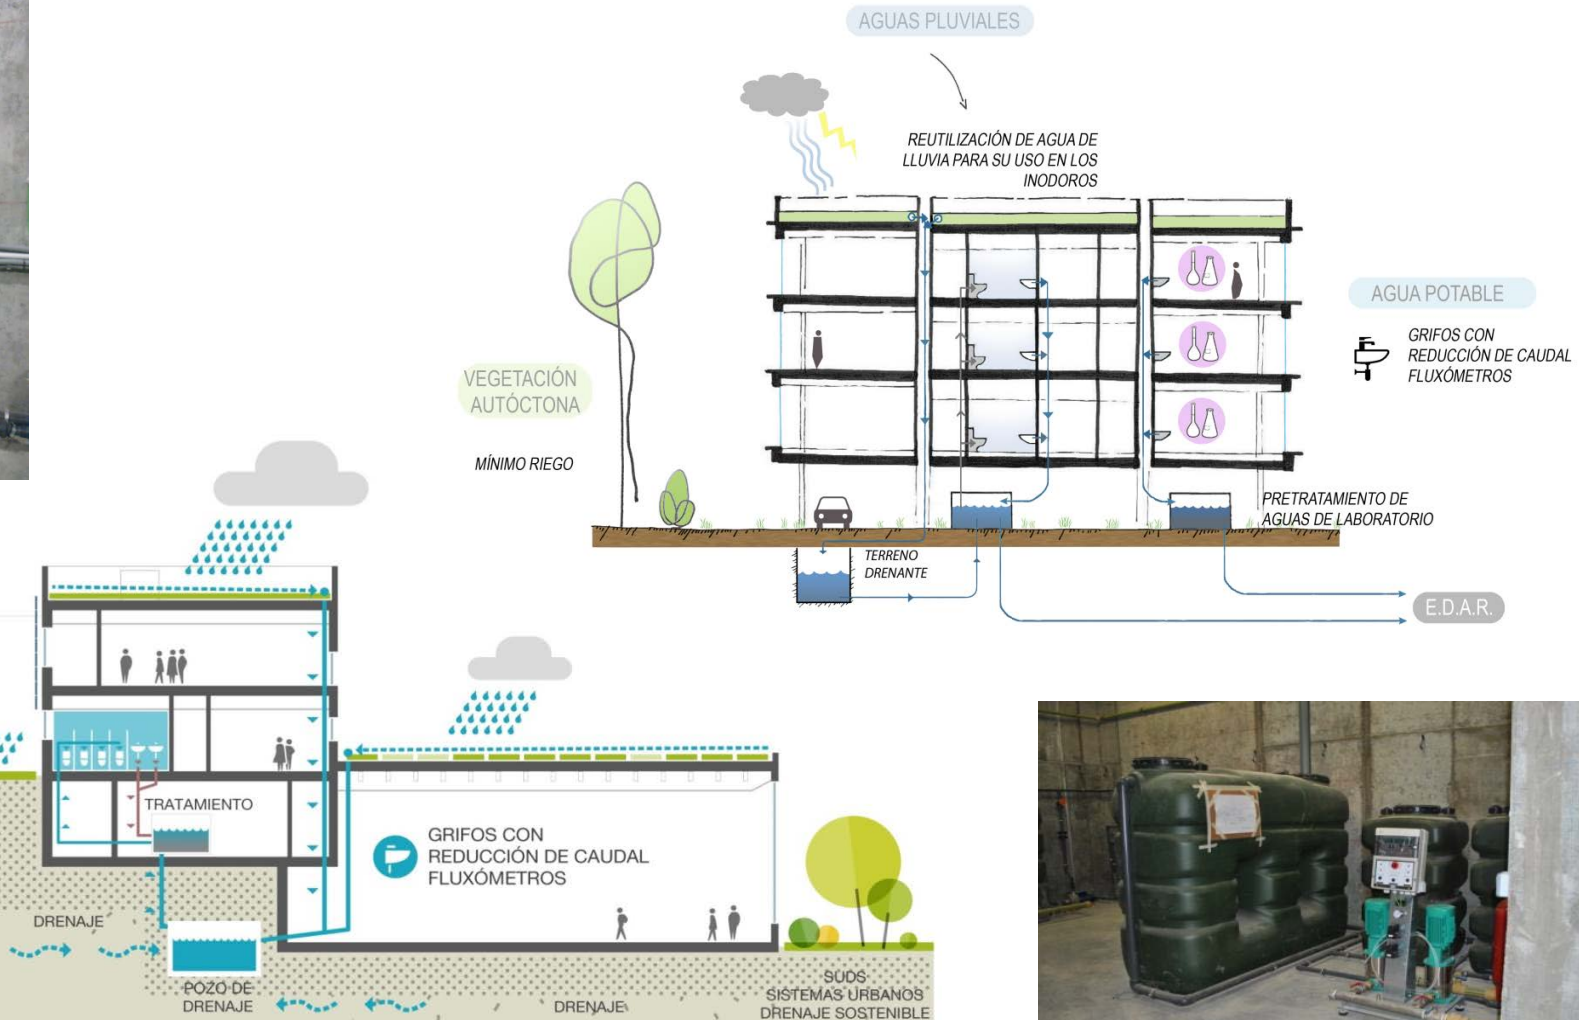 AGUAS PLUVIALES
REUTILIZACIÓN DE AGUA DE
LLUVIA PARA SU USO EN LOS
INODOROS
AGUA POTABLE
GRIFOS CON
REDUCCIÓN DE CAUDAL
FLUXÓMETROS
VEGETACIÓN
AUTÓCTONA
MÍNIMO RIEGO
PRETRATAMIENTO DE
AGUAS DE LABORATORIO
TERRENO
DRENANTE
E.D.A.R.
TRATAMIENTO
GRIFOS CON
REDUCCIÓN DE CAUDAL
FLUXÓMETROS
DRENAJE
POZO DE
DRENAJE
DRENAJE
SUDS
SISTEMAS URBANOS
DRENAJE SOSTENIBLE